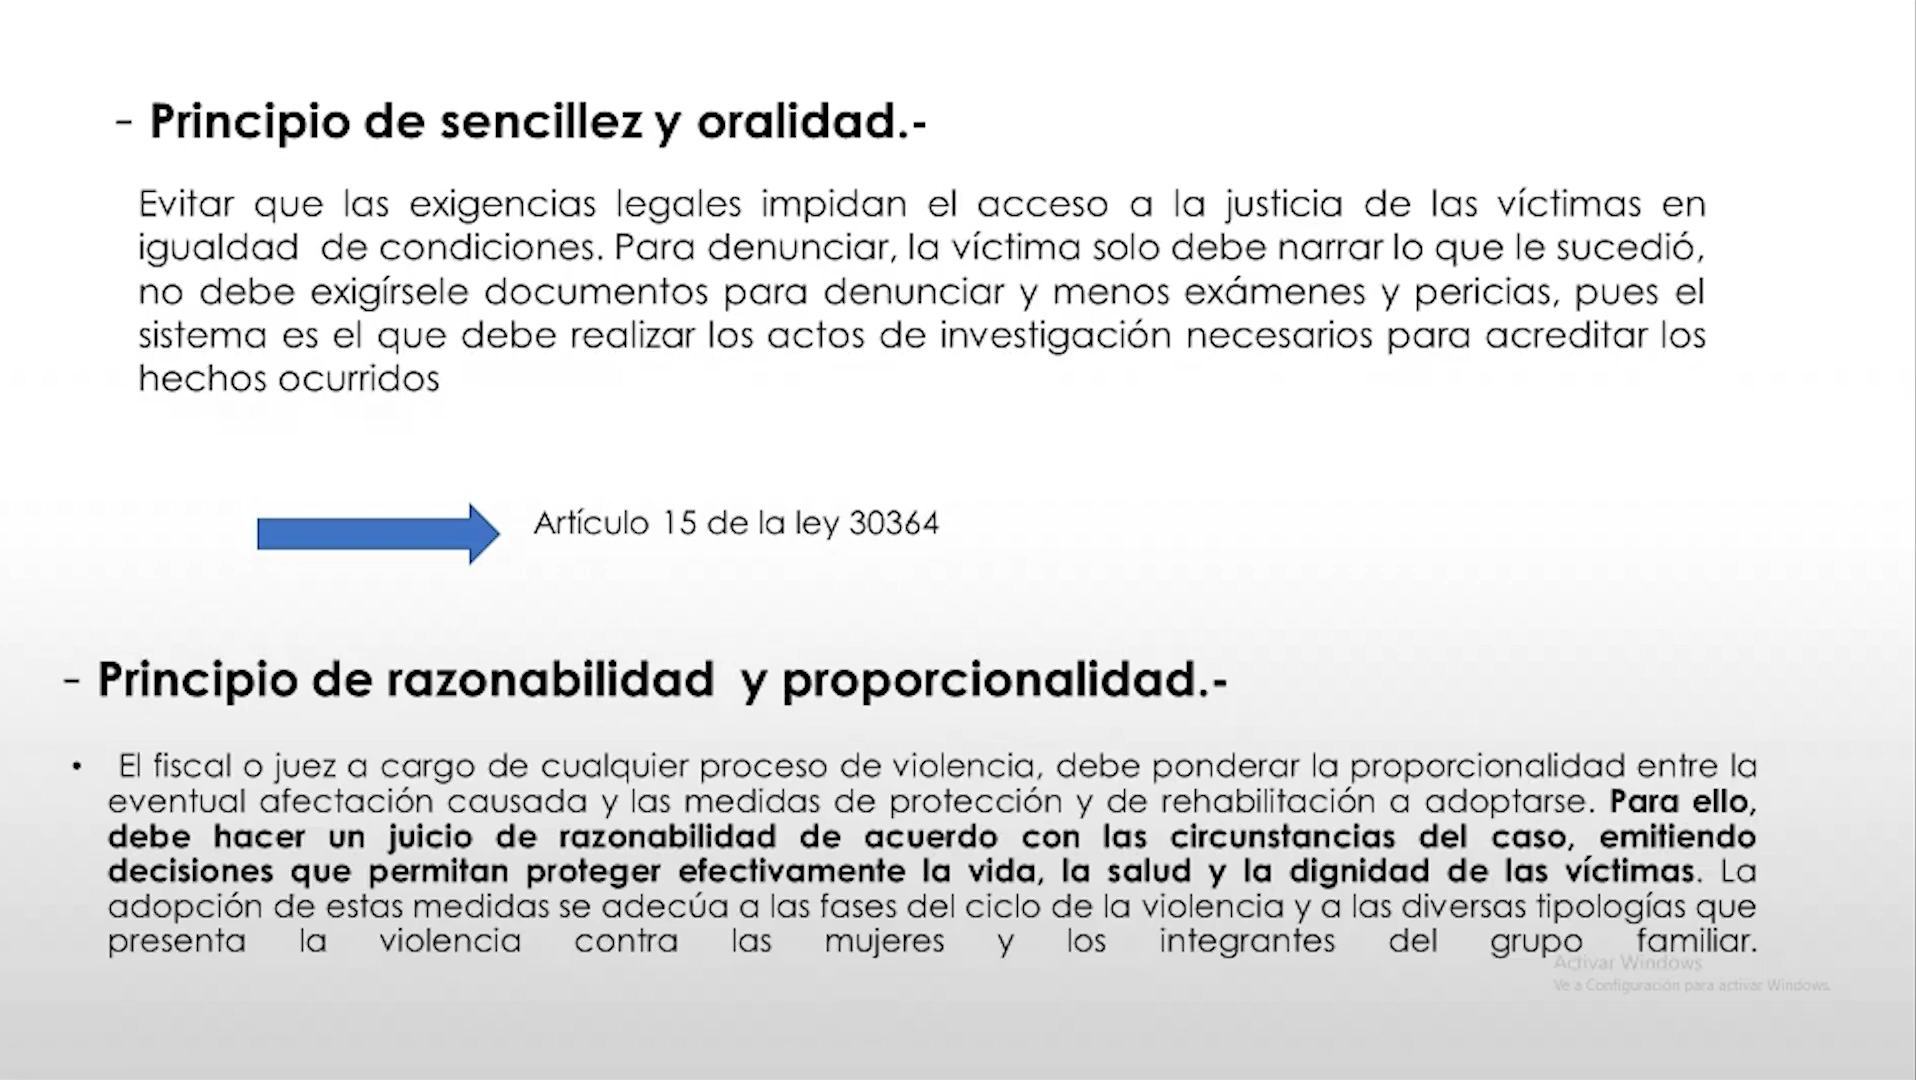 - Principio de sencillez y oralidad.-
Evitar que las exigencias legales impidan el acceso a la justicia de las víctimas en
igualdad de condiciones. Para denunciar, la víctima solo debe narrar lo que le sucedió,
no debe exigírsele documentos para denunciar y menos exámenes y pericias, pues el
sistema es el que debe realizar los actos de investigación necesarios para acreditar los
hechos ocurridos
Artículo 15 de la ley 30364
- Principio de razonabilidad y proporcionalidad.-
• El fiscal o juez a cargo de cualquier proceso de violencia, debe ponderar la proporcionalidad entre la
eventual afectación causada y las medidas de protección y de rehabilitación a adoptarse. Para ello,
debe hacer un juicio de razonabilidad de acuerdo con las circunstancias del caso, emitiendo
decisiones que permitan proteger efectivamente la vida, la salud y la dignidad de las víctimas. La
adopción de estas medidas se adecúa a las fases del ciclo de la violencia y a las diversas tipologías que
presenta la violencia contra las mujeres y los integrantes del grupo familiar.
Activar Windows
Ve a Configuración para activar Windows.